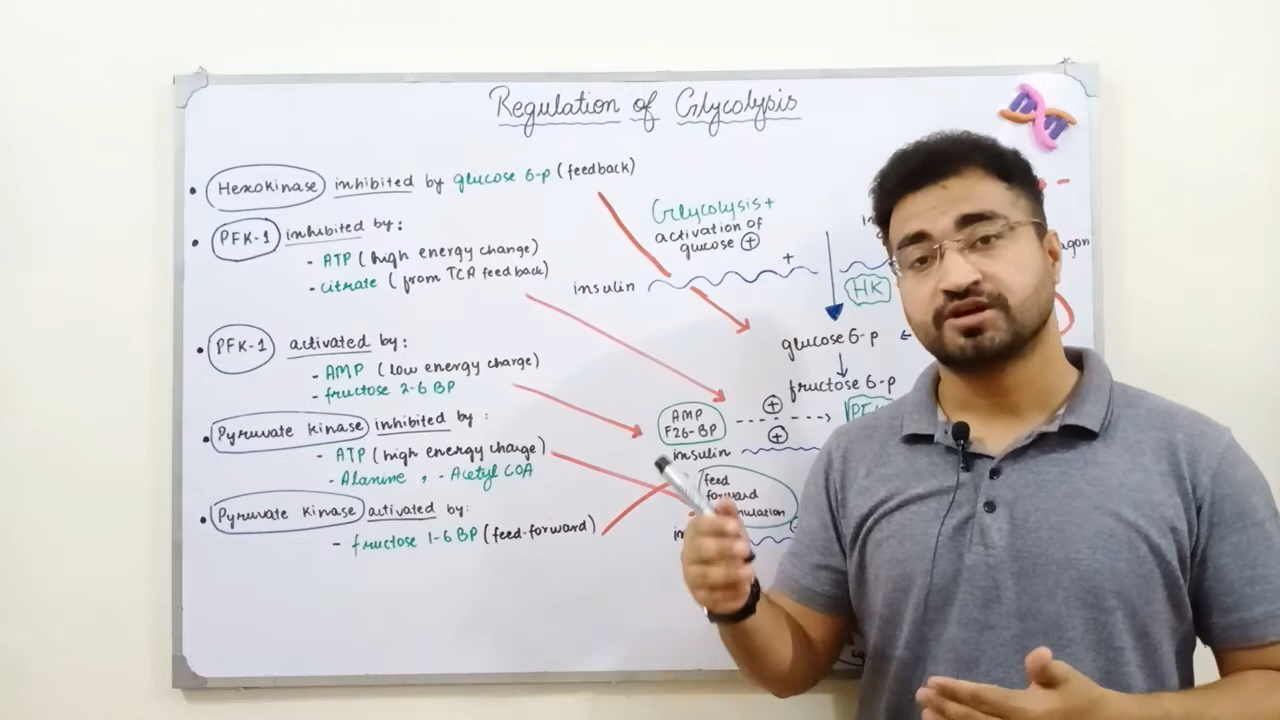 Regulation of Glycolysis
• Hexokinase inhibited by glucose 6-p (feedback)
• PFK-1 inhibited by:
- ATP (high energy change)
- citrate (from TCA feedback)
• PFK-1 activated by:
- AMP (low energy charge)
- fructose 2-6 BP
• Pyruvate kinase inhibited by:
- ATP (high energy charge)
- Alanine, - Acetyl COA
• Pyruvate kinase activated by:
- fructose 1-6 BP (feed-forward)
Glycolysis +
activation of
glucose +
insulin
+
HK
glucose 6-p
fructose 6-p
AMP
F26-BP
+
+
insulin
feed
forward